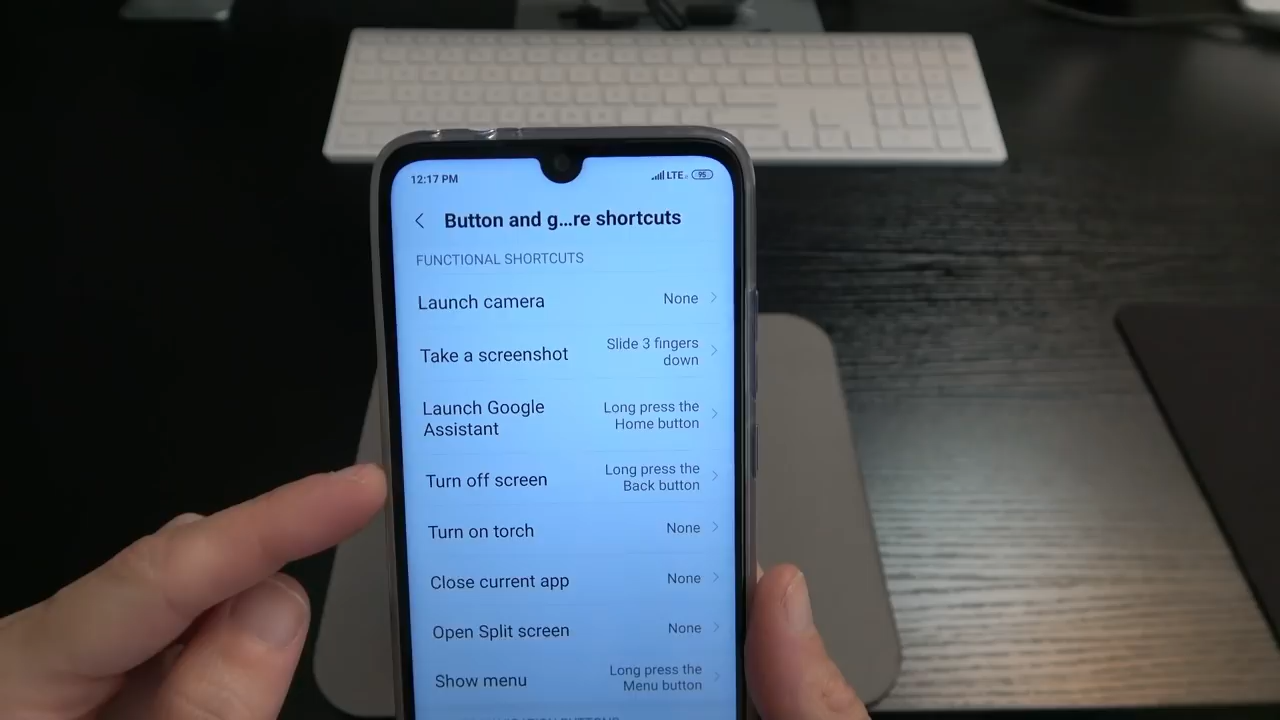 12:17 PM LTE 95
Button and g...re shortcuts
FUNCTIONAL SHORTCUTS
Launch camera None
Take a screenshot Slide 3 fingers
down
Launch Google Long press the
Assistant Home button
Turn off screen Long press the
Back button
Turn on torch None
Close current app None
Open Split screen None
Show menu Long press the
Menu button